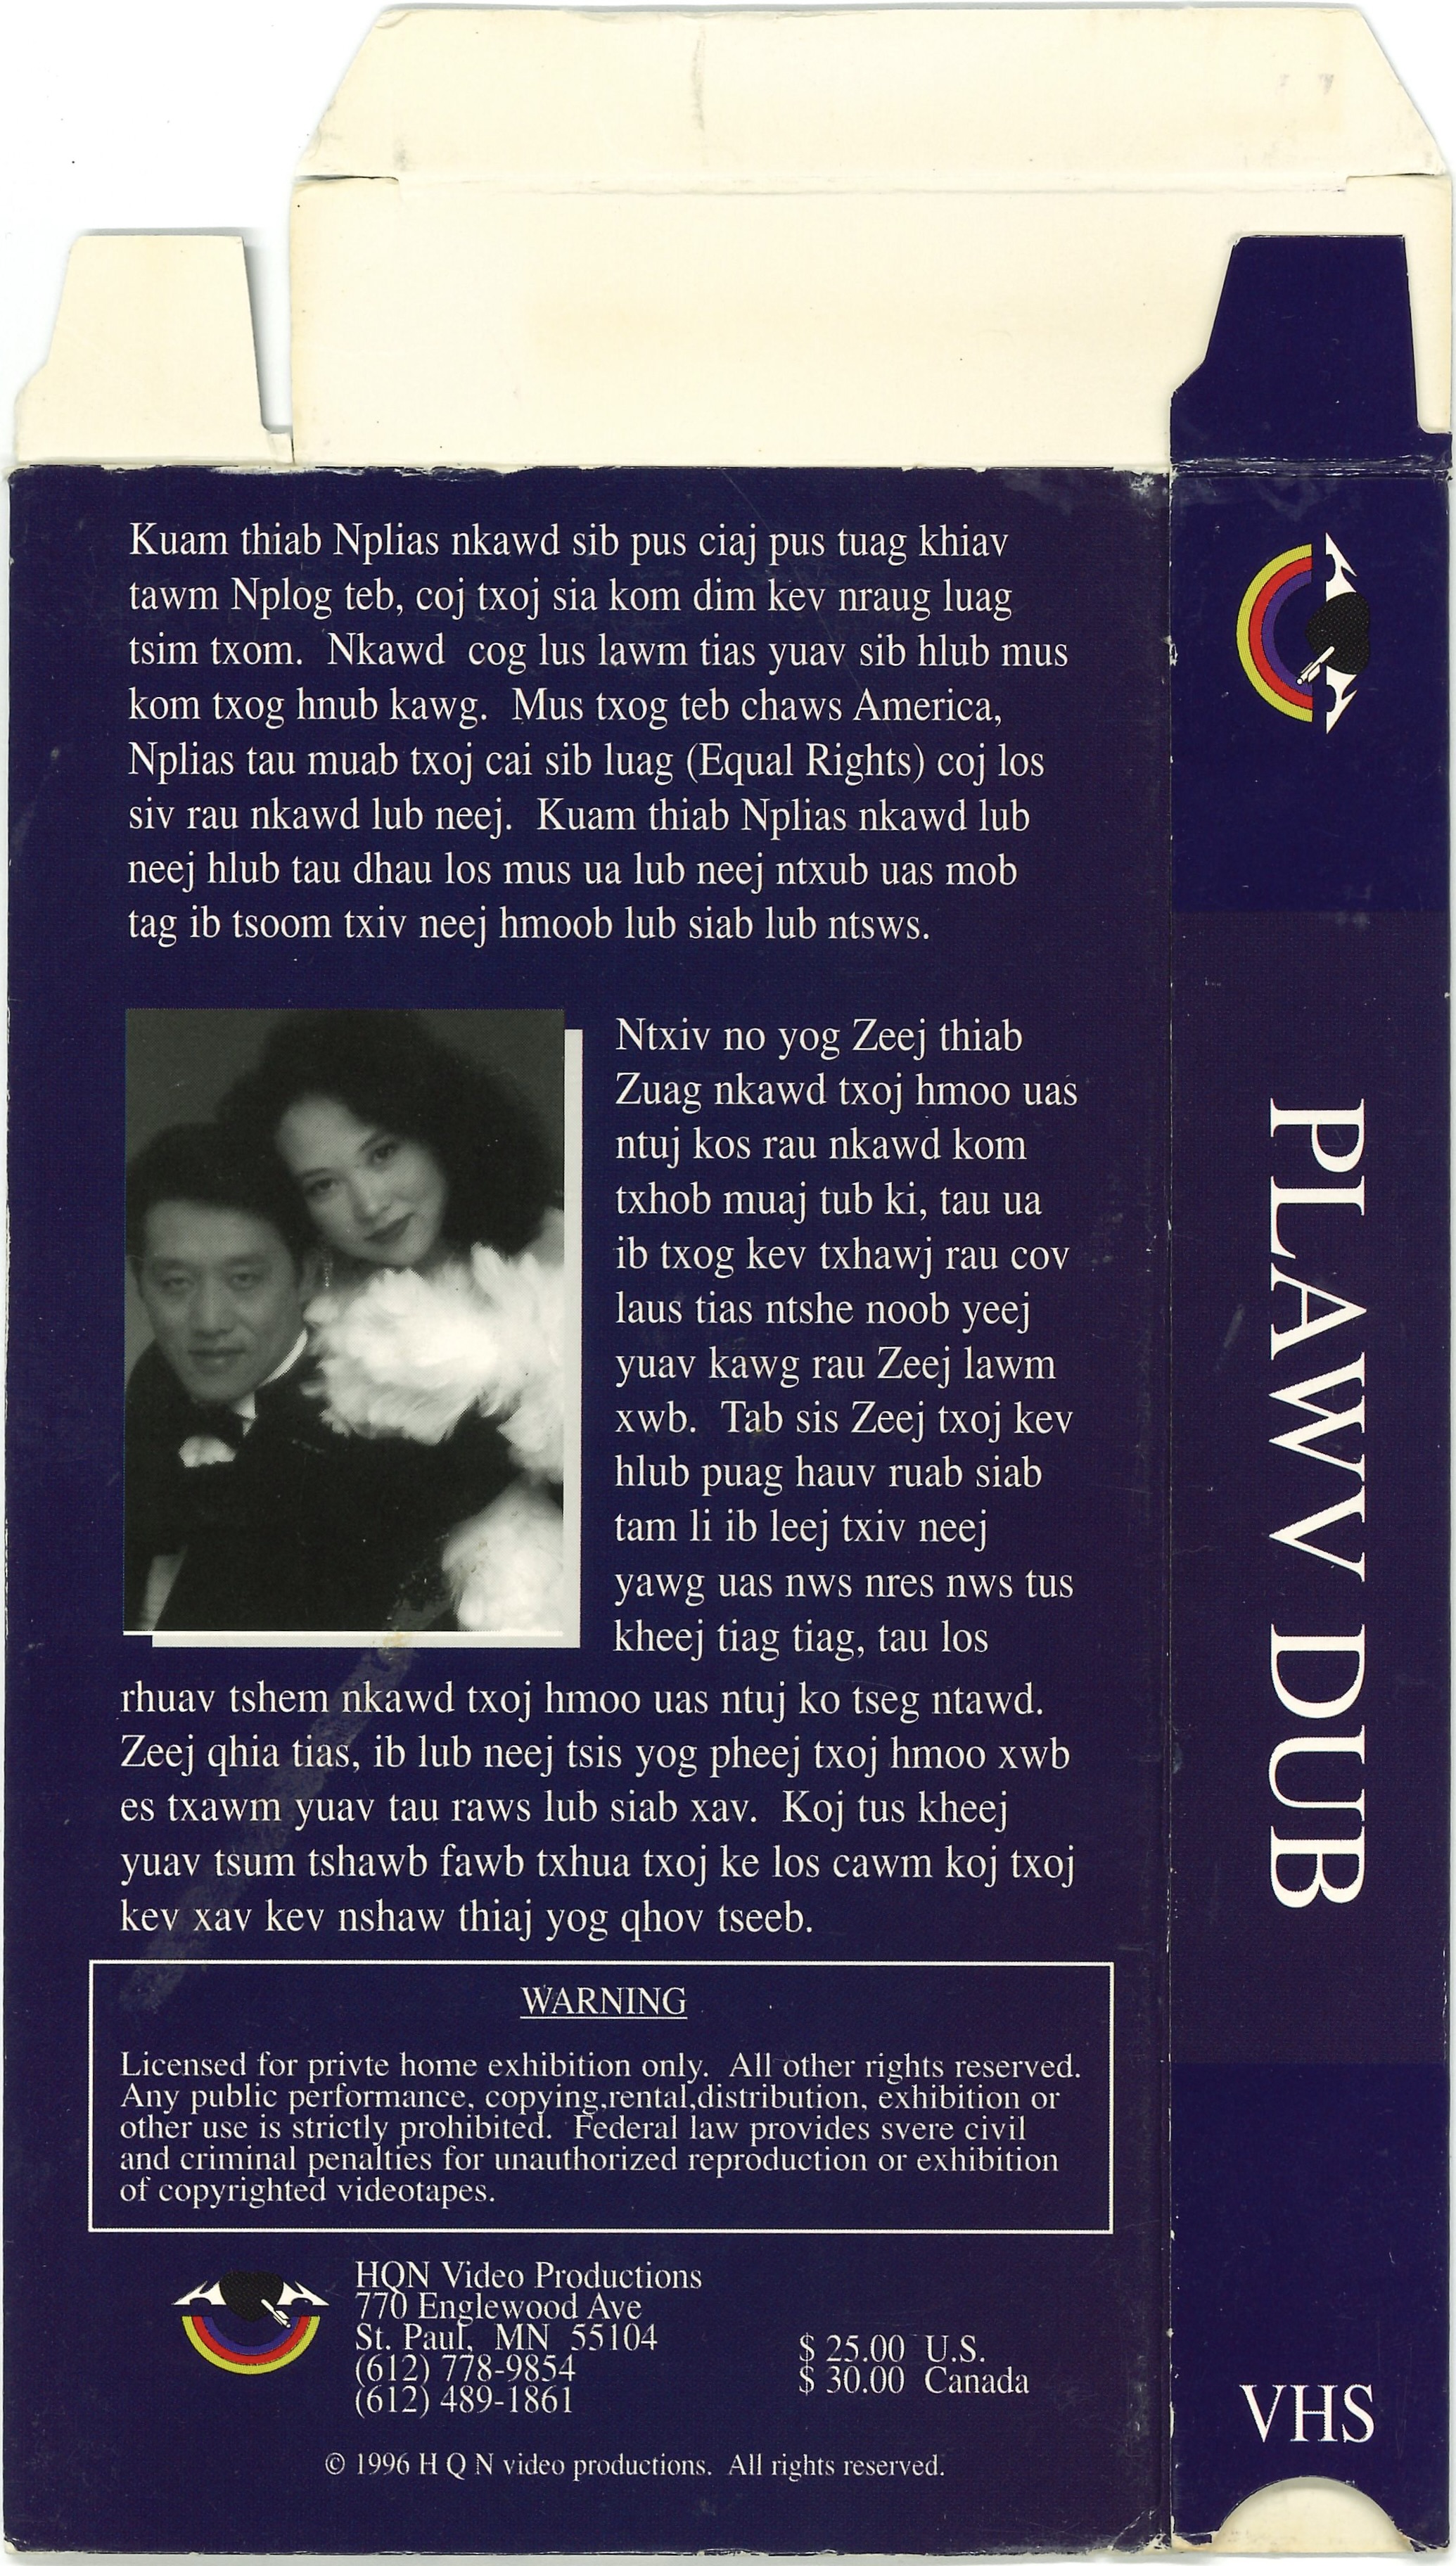 Kuam thiab Nplias nkawd sib pus ciaj pus tuag khiav
tawm Nplog teb, coj txoj sia kom dim kev nraug luag
tsim txom. Nkawd cog lus lawm tias yuav sib hlub mus
kom txog hnub kawg. Mus txog teb chaws America,
Nplias tau muab txoj cai sib luag (Equal Rights) coj los
siv rau nkawd lub neej. Kuam thiab Nplias nkawd lub
neej hlub tau dhau los mus ua lub neej ntxub uas mob
tag ib tsoom txiv neej hmoob lub siab lub ntsws.
Ntxiv no yog Zeej thiab
Zuag nkawd txoj hmoo uas
ntuj kos rau nkawd kom
txhob muaj tub ki, tau ua
ib txog kev txhawj rau cov
laus tias ntshe noob yeej
yuav kawg rau Zeej lawm
xwb. Tab sis Zeej txoj kev
hlub puag hauv ruab siab
tam li ib leej txiv neej
yawg uas nws nres nws tus
kheej tiag tiag, tau los
rhuav tshem nkawd txoj hmoo uas ntuj ko tseg ntawd.
Zeej qhia tias, ib lub neej tsis yog pheej txoj hmoo xwb
es txawm yuav tau raws lub siab xav. Koj tus kheej
yuav tsum tshawb fawb txhua txoj ke los cawm koj txoj
kev xav kev nshaw thiaj yog qhov tseeb.
WARNING
Licensed for privte home exhibition only. All other rights reserved.
Any public performance, copying,rental,distribution, exhibition or
other use is strictly prohibited. Federal law provides svere civil
and criminal penalties for unauthorized reproduction or exhibition
of copyrighted videotapes.
HQN Video Productions
770 Englewood Ave
St. Paul, MN 55104
(612) 778-9854
(612) 489-1861
$ 25.00 U.S.
$ 30.00 Canada
© 1996 H Q N video productions. All rights reserved.
PLAWV DUB
VHS